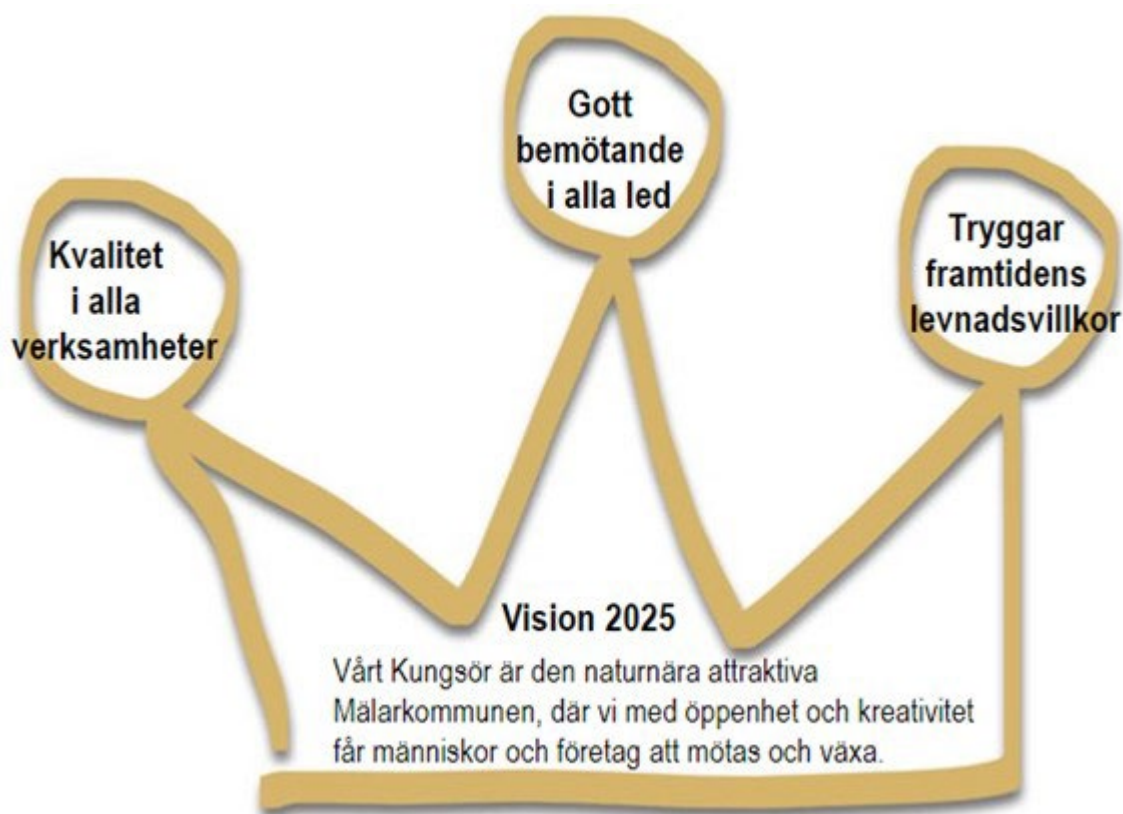 Kvalitet
i alla
verksamheter
Gott
bemötande
i alla led
Tryggar
framtidens
levnadsvillkor
Vision 2025
Vårt Kungsör är den naturnära attraktiva
Mälarkommunen, där vi med öppenhet och kreativitet
får människor och företag att mötas och växa.